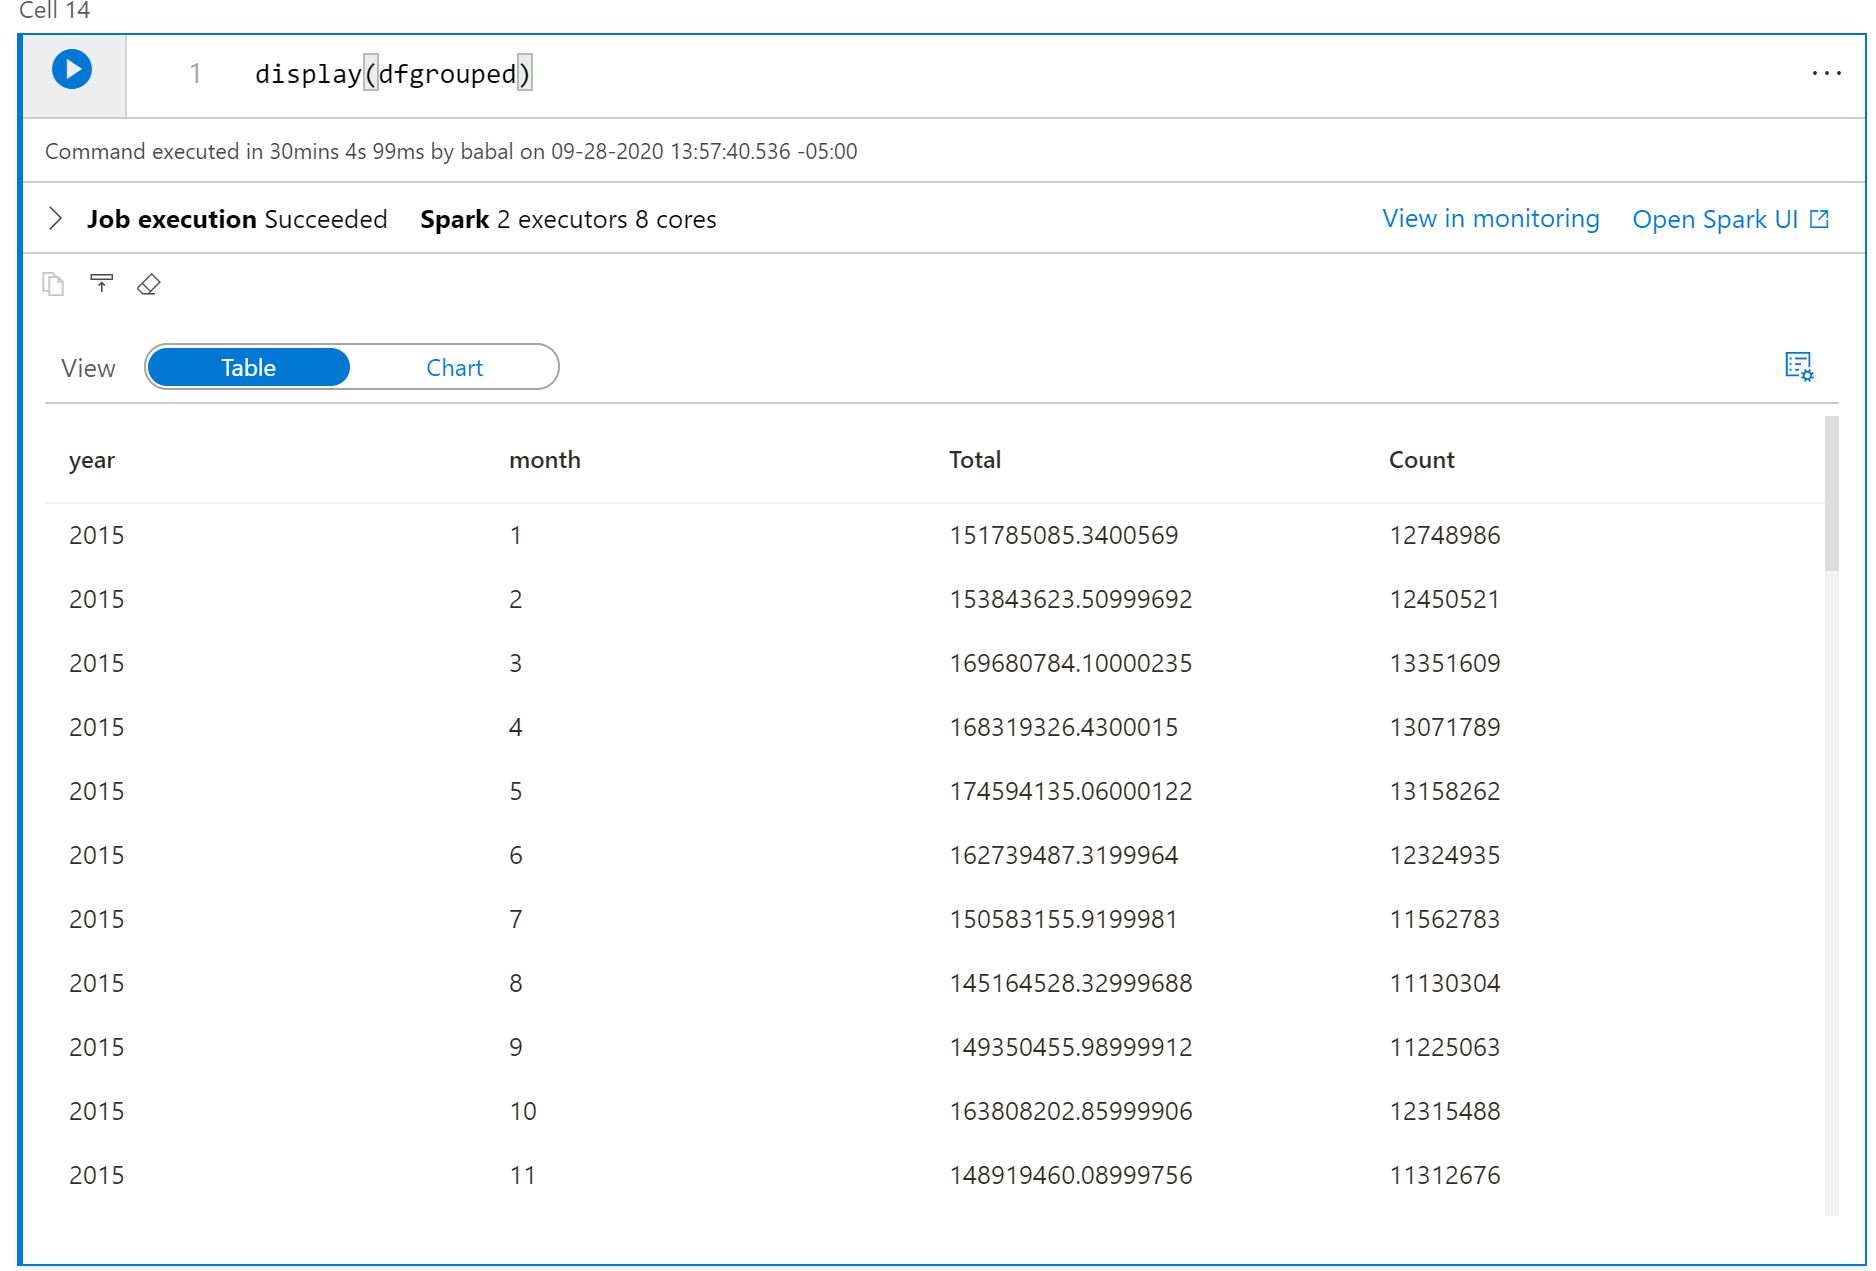 Cell 14
1 display(dfgrouped)
...
Command executed in 30mins 4s 99ms by babal on 09-28-2020 13:57:40.536 -05:00
Job execution Succeeded Spark 2 executors 8 cores View in monitoring Open Spark UI
View Table Chart
year month Total Count
2015 1 151785085.3400569 12748986
2015 2 153843623.50999692 12450521
2015 3 169680784.10000235 13351609
2015 4 168319326.4300015 13071789
2015 5 174594135.06000122 13158262
2015 6 162739487.3199964 12324935
2015 7 150583155.9199981 11562783
2015 8 145164528.32999688 11130304
2015 9 149350455.98999912 11225063
2015 10 163808202.85999906 12315488
2015 11 148919460.08999756 11312676